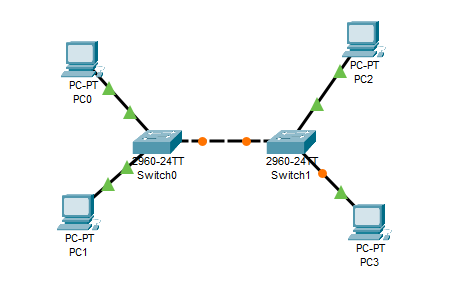 PC-PT
PC0
PC-PT
PC2
2960-24TT
Switch0
2960-24TT
Switch1
PC-PT
PC1
PC-PT
PC3